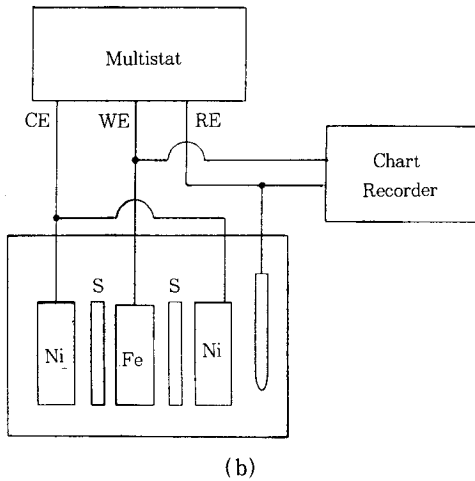 Multistat
CE WE RE
Chart
Recorder
S S
Ni Fe Ni
(b)